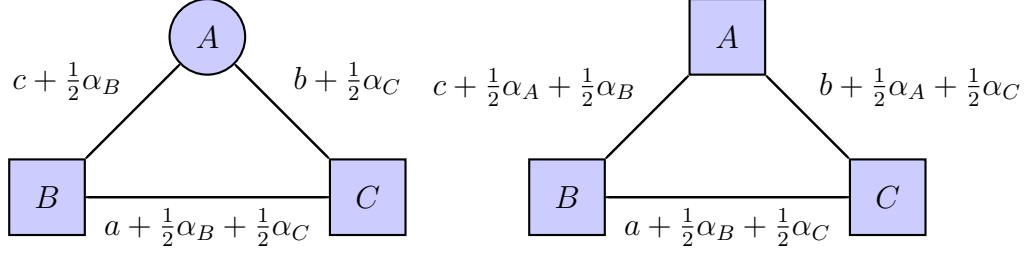 A
A
c + ½α_B
b + ½α_C
c + ½α_A + ½α_B
b + ½α_A + ½α_C
B
C
B
C
a + ½α_B + ½α_C
a + ½α_B + ½α_C